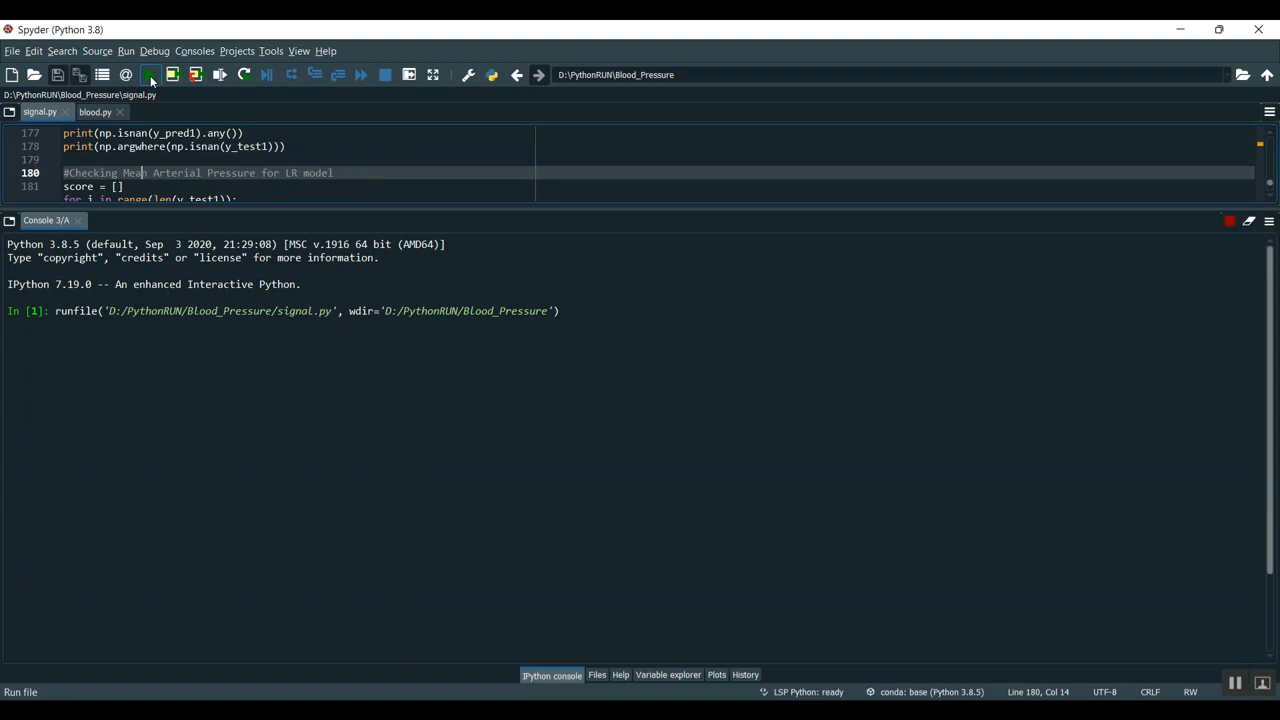 Spyder (Python 3.8)
File Edit Search Source Run Debug Consoles Projects Tools View Help
D:\PythonRUN\Blood_Pressure
D:\PythonRUN\Blood_Pressure\signal.py
signal.py blood.py
177 print(np.isnan(y_pred1).any())
178 print(np.argwhere(np.isnan(y_test1)))
179
180 #Checking Mean Arterial Pressure for LR model
181 score = []
for i in range(len(y_test1)):
Console 3/A
Python 3.8.5 (default, Sep 3 2020, 21:29:08) [MSC v.1916 64 bit (AMD64)]
Type "copyright", "credits" or "license" for more information.
IPython 7.19.0 -- An enhanced Interactive Python.
In [1]: runfile('D:/PythonRUN/Blood_Pressure/signal.py', wdir='D:/PythonRUN/Blood_Pressure')
IPython console Files Help Variable explorer Plots History
Run file LSP Python: ready conda: base (Python 3.8.5) Line 180, Col 14 UTF-8 CRLF RW